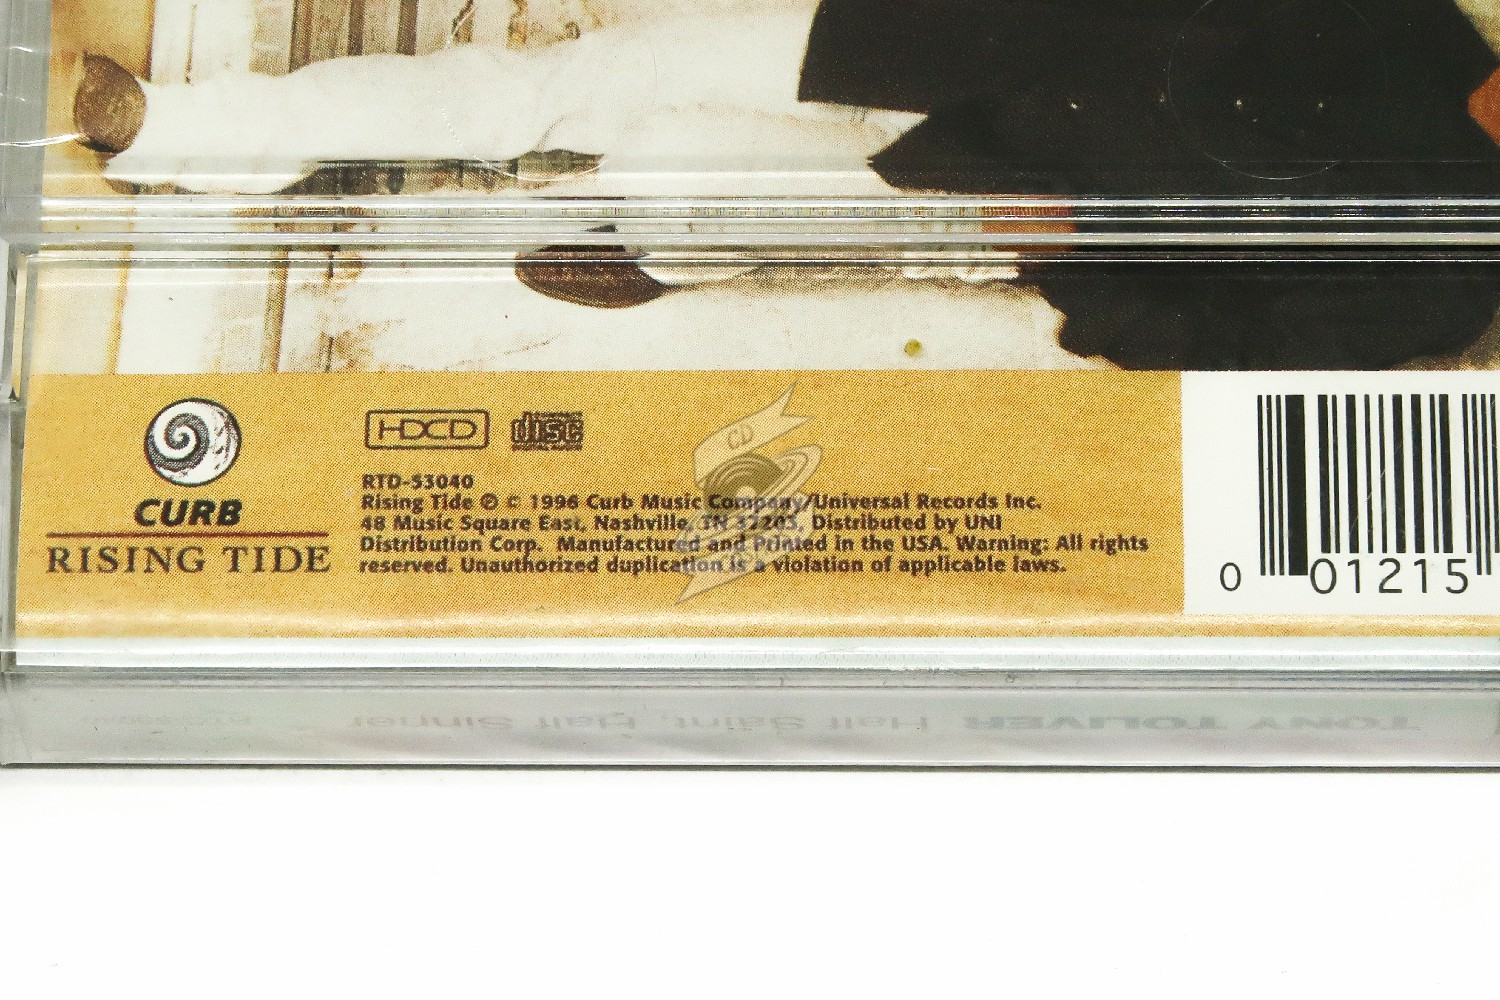 CURB
RISING TIDE
HDCD
disc
RTD-53040
Rising Tide ℗ © 1996 Curb Music Company/Universal Records Inc.
48 Music Square East, Nashville, TN 37203, Distributed by UNI
Distribution Corp. Manufactured and Printed in the USA. Warning: All rights
reserved. Unauthorized duplication is a violation of applicable laws.
CD
0 01215
TONY TOLIVER Half Saint, Half Sinner